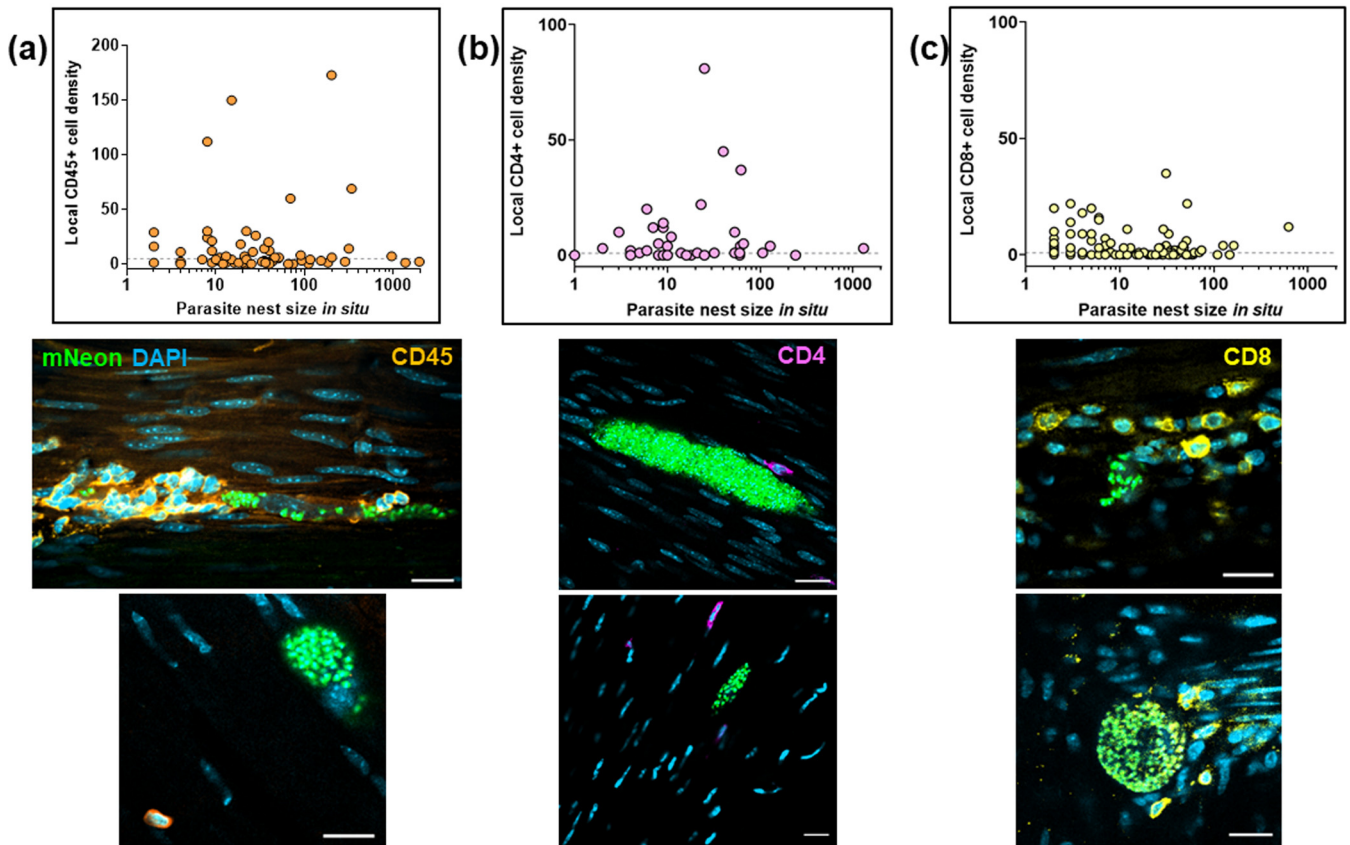 (a)
Local CD45+ cell density
200
150
100
50
0
1
10
100
1000
Parasite nest size in situ
(b)
Local CD4+ cell density
100
50
0
1
10
100
1000
Parasite nest size in situ
(c)
Local CD8+ cell density
100
50
0
1
10
100
1000
Parasite nest size in situ
mNeon DAPI
CD45
CD4
CD8